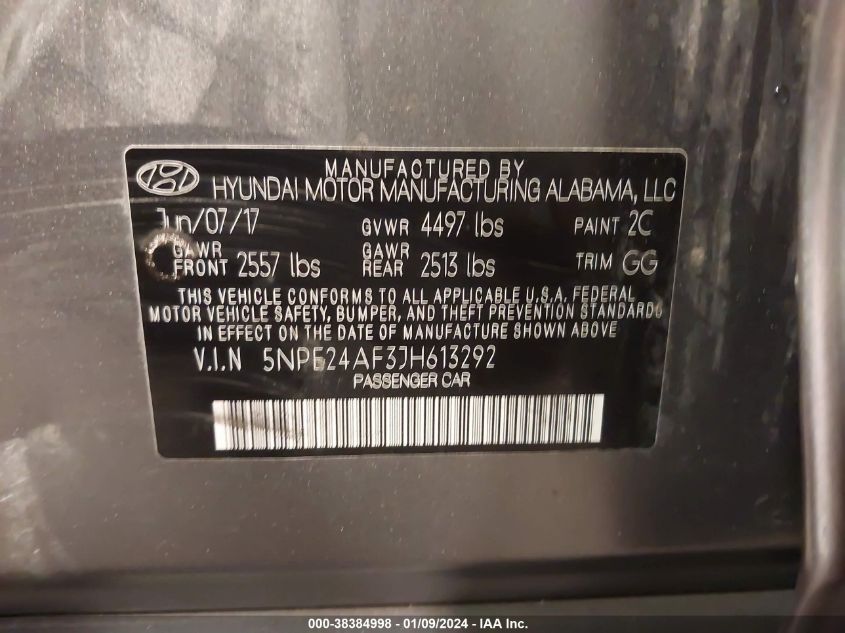 MANUFACTURED BY
HYUNDAI MOTOR MANUFACTURING ALABAMA, LLC
Jun/07/17 GVWR 4497 lbs PAINT 2C
GAWR FRONT 2557 lbs GAWR REAR 2513 lbs TRIM GG
THIS VEHICLE CONFORMS TO ALL APPLICABLE U.S.A. FEDERAL
MOTOR VEHICLE SAFETY, BUMPER, AND THEFT PREVENTION STANDARDS
IN EFFECT ON THE DATE OF MANUFACTURE SHOWN ABOVE
V.I.N 5NPE24AF3JH613292
PASSENGER CAR
000-38384998 - 01/09/2024 - IAA Inc.